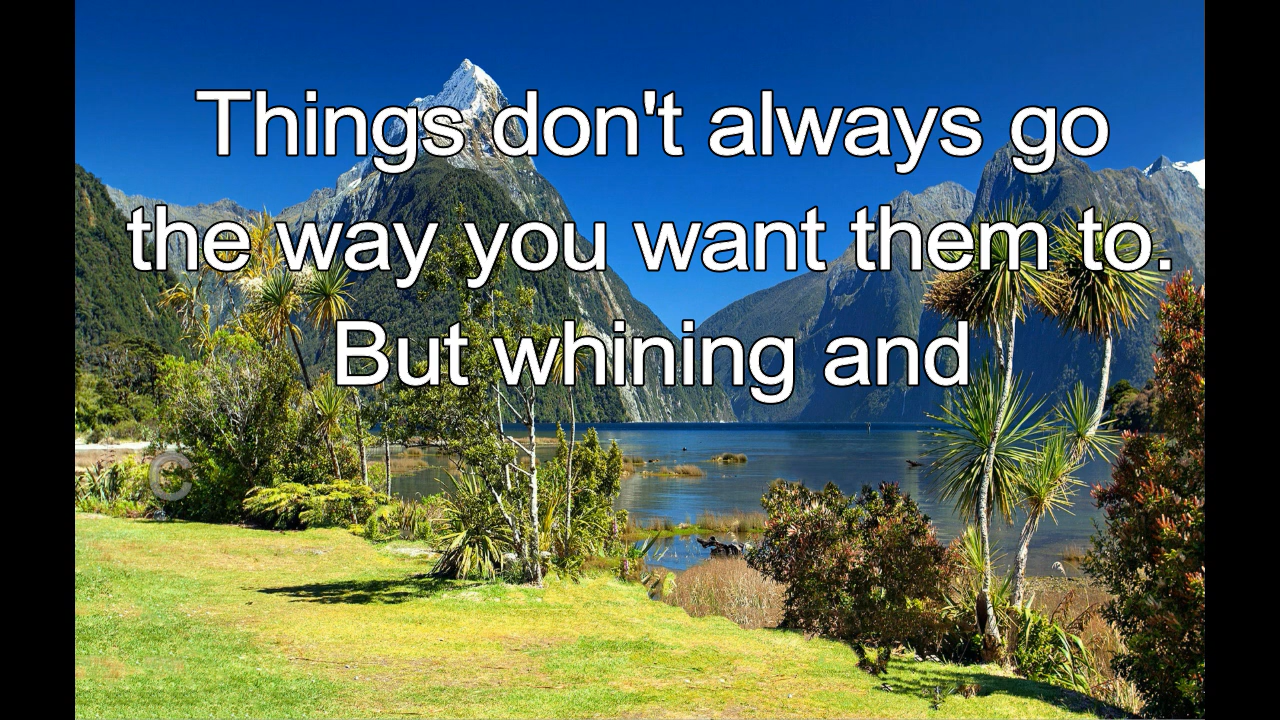 Things don't always go
the way you want them to.
But whining and
C